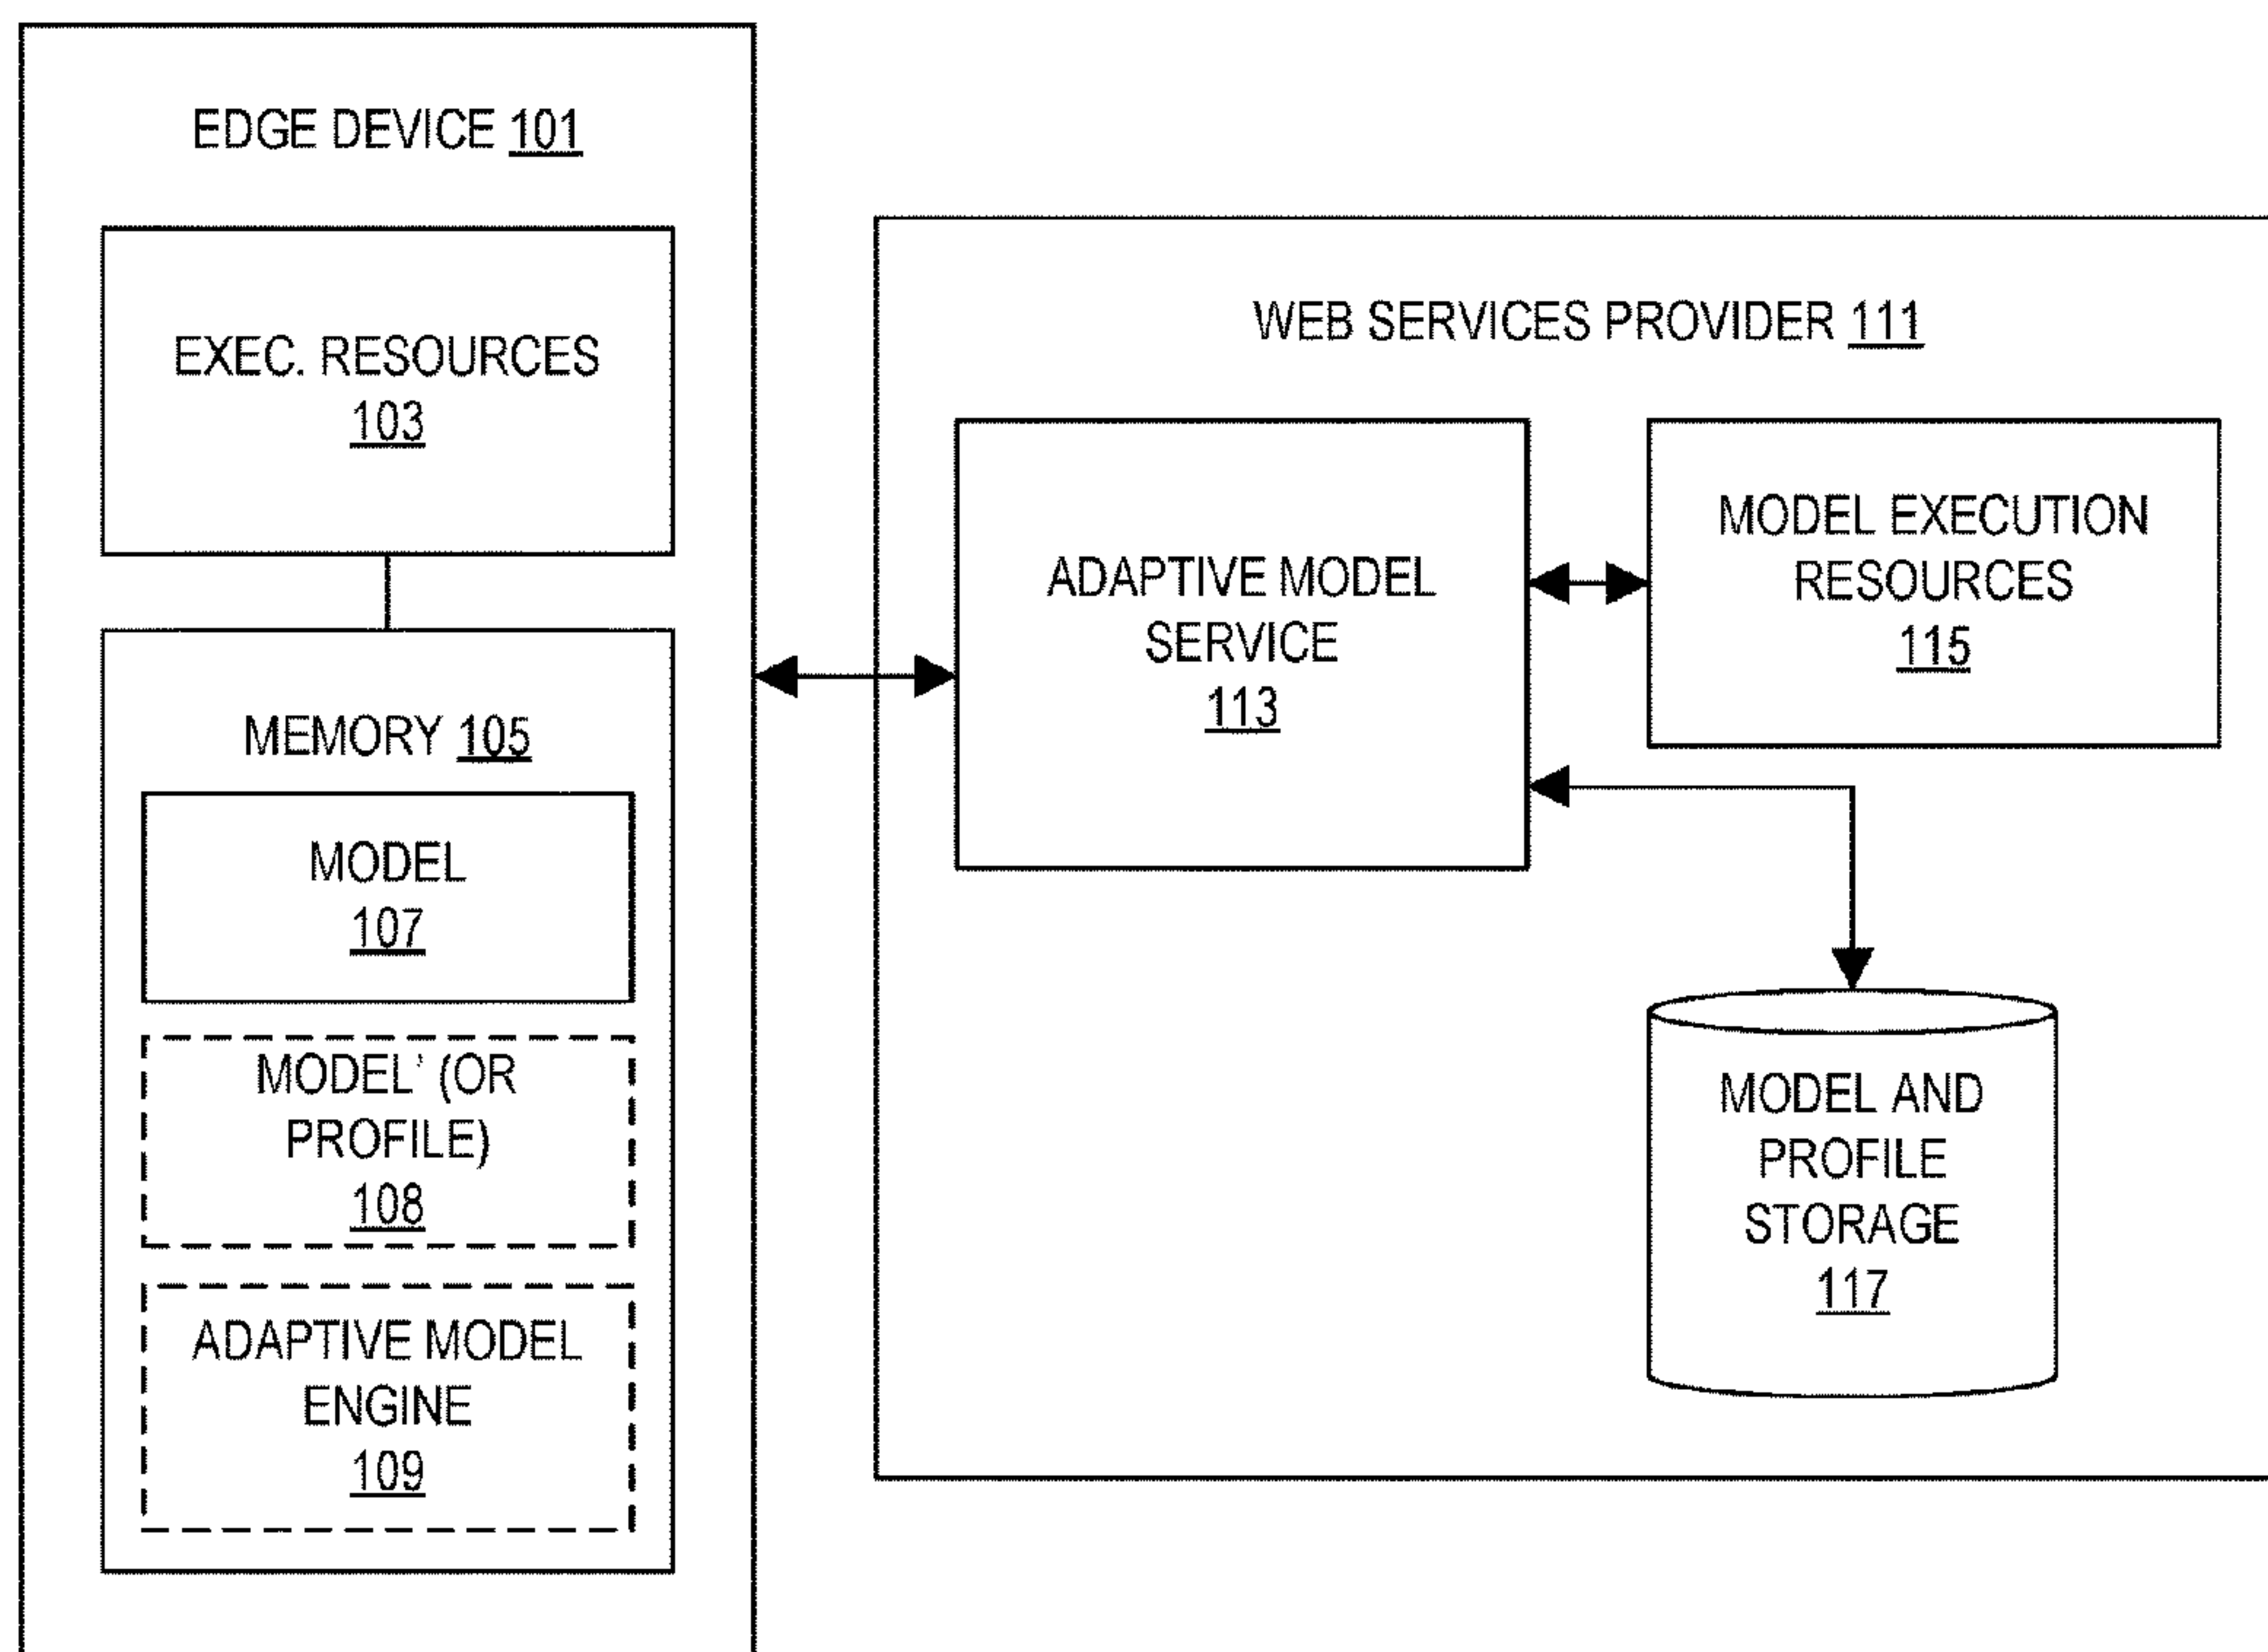 EDGE DEVICE 101
EXEC. RESOURCES
103
MEMORY 105
MODEL
107
MODEL' (OR
PROFILE)
108
ADAPTIVE MODEL
ENGINE
109
WEB SERVICES PROVIDER 111
ADAPTIVE MODEL
SERVICE
113
MODEL EXECUTION
RESOURCES
115
MODEL AND
PROFILE
STORAGE
117